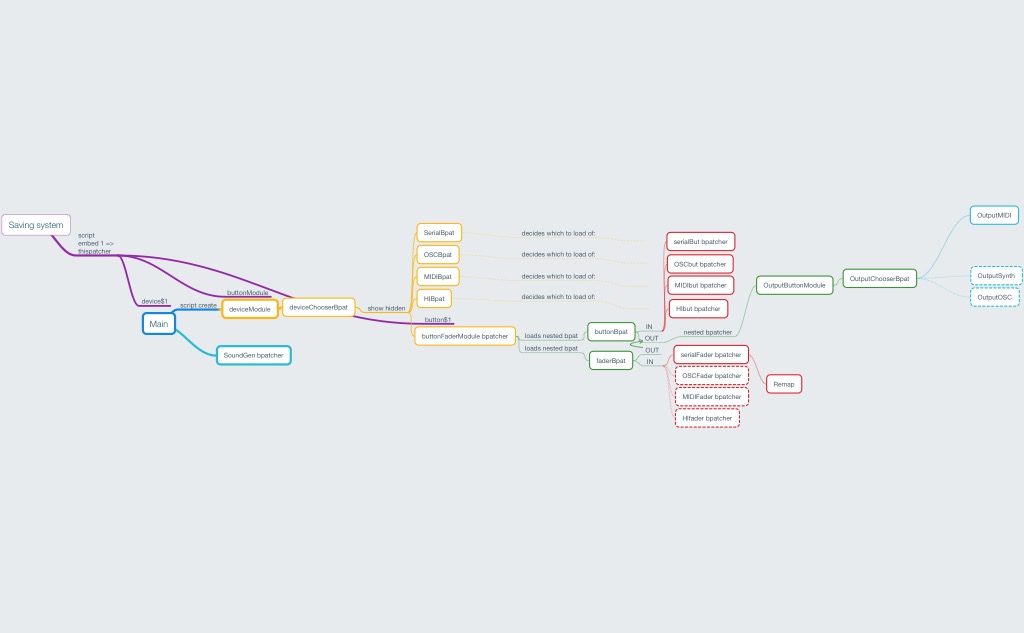 Saving system
script
embed 1 =>
thispatcher
device$1
buttonModule
button$1
Main
script create
deviceModule
deviceChooserBpat
show hidden
SoundGen bpatcher
SerialBpat
OSCBpat
MIDIBpat
HIBpat
buttonFaderModule bpatcher
decides which to load of:
decides which to load of:
decides which to load of:
decides which to load of:
loads nested bpat
loads nested bpat
buttonBpat
faderBpat
IN
OUT
OUT
IN
serialBut bpatcher
OSCbut bpatcher
MIDIbut bpatcher
HIbut bpatcher
nested bpatcher
serialFader bpatcher
OSCFader bpatcher
MIDIFader bpatcher
HIfader bpatcher
Remap
OutputButtonModule
OutputChooserBpat
OutputMIDI
OutputSynth
OutputOSC